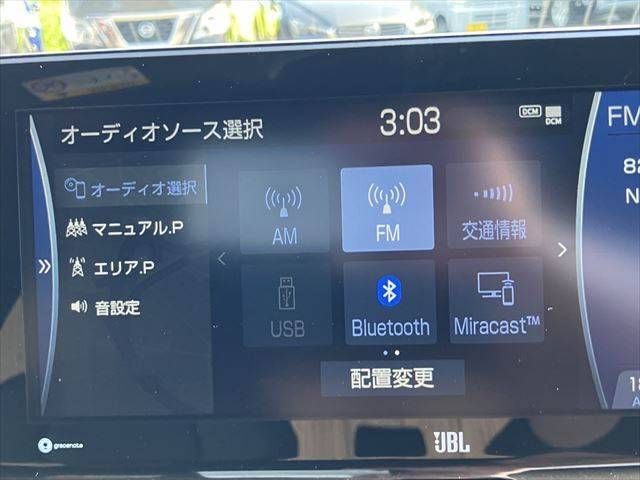 オーディオソース選択
3:03
DCM
DCM
FM
オーディオ選択
マニュアル.P
エリア.P
音設定
AM
FM
交通情報
USB
Bluetooth
Miracast™
配置変更
82
N
18
A
gracenote
JBL